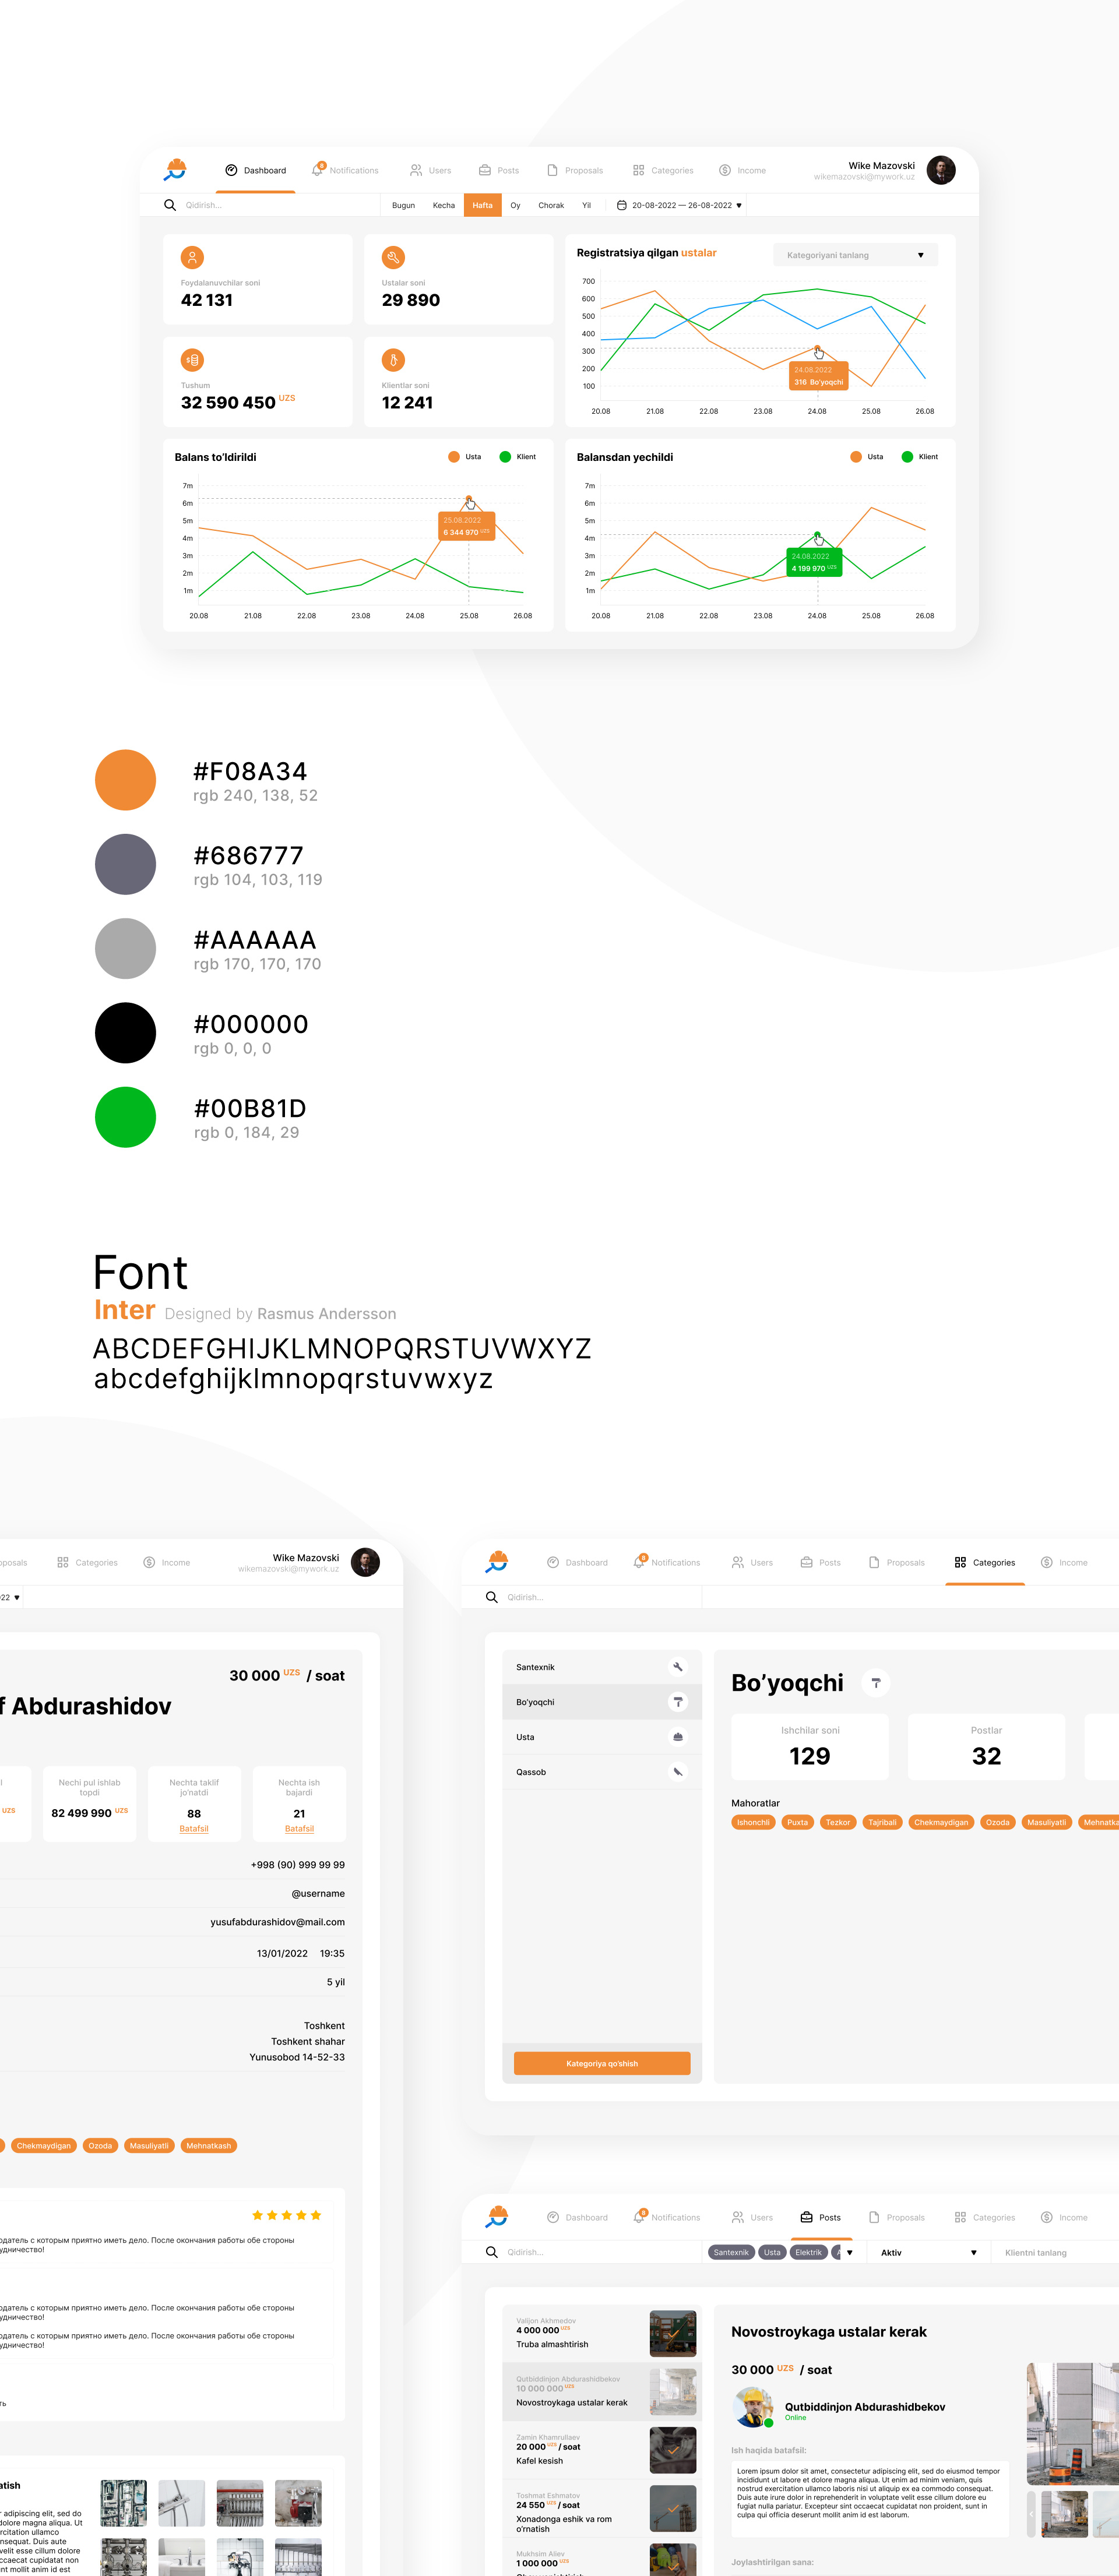 Dashboard
8
Notifications
Users
Posts
Proposals
Categories
Income
Wike Mazovski
wikemazovski@mywork.uz
Qidirish...
Bugun
Kecha
Hafta
Oy
Chorak
Yil
20-08-2022 — 26-08-2022
Foydalanuvchilar soni
42 131
Ustalar soni
29 890
Tushum
32 590 450 UZS
Klientlar soni
12 241
Registratsiya qilgan ustalar
Kategoriyani tanlang
700
600
500
400
300
200
100
24.08.2022
316 Bo‘yoqchi
20.08
21.08
22.08
23.08
24.08
25.08
26.08
Balans to‘ldirildi
Usta
Klient
7m
6m
5m
4m
3m
2m
1m
25.08.2022
6 344 970 UZS
20.08
21.08
22.08
23.08
24.08
25.08
26.08
Balansdan yechildi
Usta
Klient
7m
6m
5m
4m
3m
2m
1m
24.08.2022
4 199 970 UZS
20.08
21.08
22.08
23.08
24.08
25.08
26.08
#F08A34
rgb 240, 138, 52
#686777
rgb 104, 103, 119
#AAAAAA
rgb 170, 170, 170
#000000
rgb 0, 0, 0
#00B81D
rgb 0, 184, 29
Font
Inter Designed by Rasmus Andersson
ABCDEFGHIJKLMNOPQRSTUVWXYZ
abcdefghijklmnopqrstuvwxyz
Categories
Income
Wike Mazovski
wikemazovski@mywork.uz
30 000 UZS / soat
Abdurashidov
UZS
Nechi pul ishlab
topdi
82 499 990 UZS
Nechta taklif
jo‘natdi
88
Batafsil
Nechta ish
bajardi
21
Batafsil
+998 (90) 999 99 99
@username
yusufabdurashidov@mail.com
13/01/2022 19:35
5 yil
Toshkent
Toshkent shahar
Yunusobod 14-52-33
Chekmaydigan
Ozoda
Masuliyatli
Mehnatkash
с которым приятно иметь дело. После окончания работы обе стороны
с которым приятно иметь дело. После окончания работы обе стороны
с которым приятно иметь дело. После окончания работы обе стороны
adipiscing elit, sed do
dolore magna aliqua. Ut
ullamco
Duis aute
velit esse cillum dolore
cupidatat non
mollit anim id est
Dashboard
8
Notifications
Users
Posts
Proposals
Categories
Income
Qidirish...
Santexnik
Bo‘yoqchi
Usta
Qassob
Kategoriya qo‘shish
Bo’yoqchi
Ishchilar soni
129
Postlar
32
Mahoratlar
Ishonchli
Puxta
Tezkor
Tajribali
Chekmaydigan
Ozoda
Masuliyatli
Dashboard
8
Notifications
Users
Posts
Proposals
Categories
Income
Qidirish...
Santexnik
Usta
Elektrik
Aktiv
Klientni tanlang
Valijon Akhmedov
4 000 000 UZS
Truba almashtirish
Qutbiddinjon Abdurashidbekov
10 000 000 UZS
Novostroykaga ustalar kerak
Zamin Khamrullaev
20 000 UZS / soat
Kafel kesish
Toshmat Eshmatov
24 550 UZS / soat
Xonadonga eshik va rom
o‘rnatish
Mukhsim Aliev
1 000 000 UZS
Novostroykaga ustalar kerak
30 000 UZS / soat
Qutbiddinjon Abdurashidbekov
Online
Ish haqida batafsil:
Lorem ipsum dolor sit amet, consectetur adipiscing elit, sed do eiusmod tempor
incididunt ut labore et dolore magna aliqua. Ut enim ad minim veniam, quis
nostrud exercitation ullamco laboris nisi ut aliquip ex ea commodo consequat.
Duis aute irure dolor in reprehenderit in voluptate velit esse cillum dolore eu
fugiat nulla pariatur. Excepteur sint occaecat cupidatat non proident, sunt in
culpa qui officia deserunt mollit anim id est laborum.
Joylashtirilgan sana: